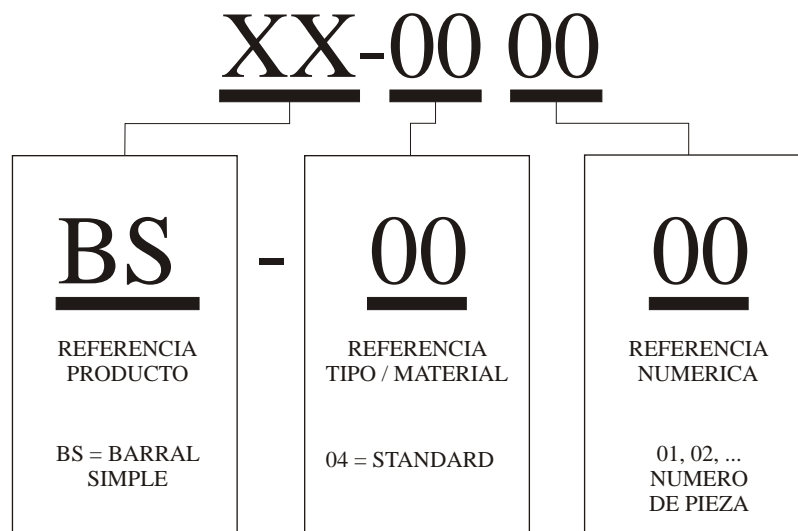 XX-00 00
BS - 00 00
REFERENCIA
PRODUCTO
BS = BARRAL
SIMPLE
REFERENCIA
TIPO / MATERIAL
04 = STANDARD
REFERENCIA
NUMERICA
01, 02, ...
NUMERO
DE PIEZA